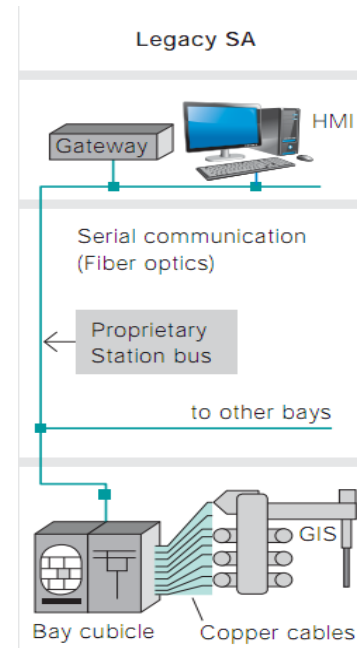 Legacy SA
HMI
Gateway
Serial communication
(Fiber optics)
Proprietary
Station bus
to other bays
GIS
Bay cubicle
Copper cables